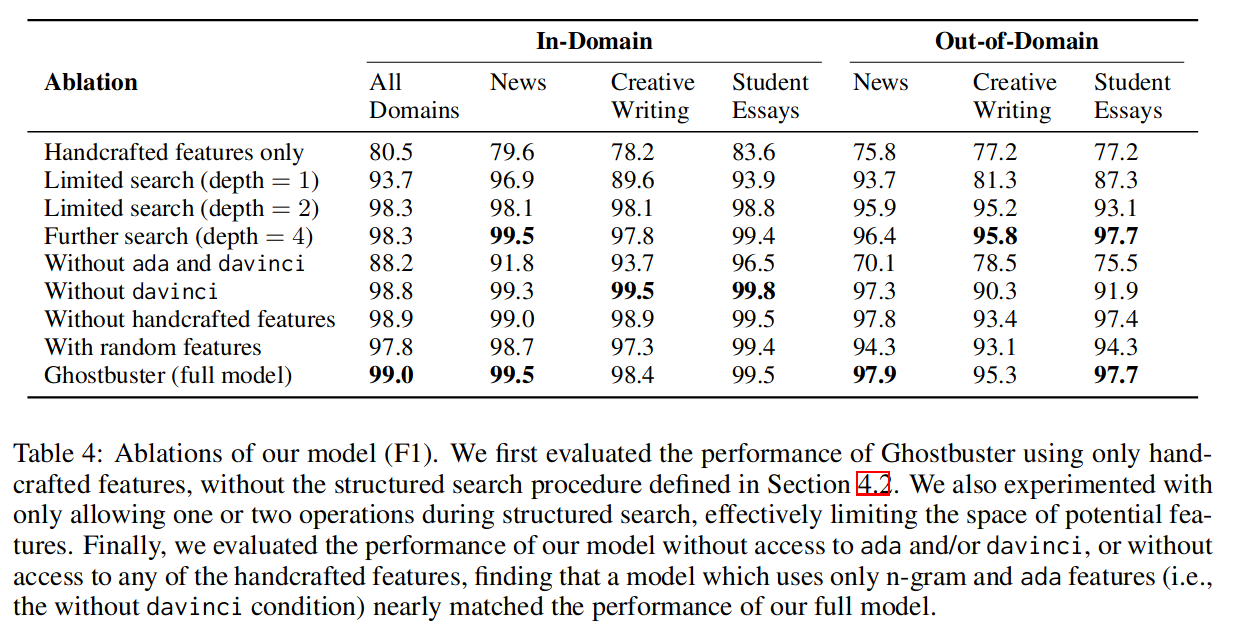 In-Domain Out-of-Domain
Ablation All News Creative Student News Creative Student
Domains Writing Essays Writing Essays
Handcrafted features only 80.5 79.6 78.2 83.6 75.8 77.2 77.2
Limited search (depth = 1) 93.7 96.9 89.6 93.9 93.7 81.3 87.3
Limited search (depth = 2) 98.3 98.1 98.1 98.8 95.9 95.2 93.1
Further search (depth = 4) 98.3 99.5 97.8 99.4 96.4 95.8 97.7
Without ada and davinci 88.2 91.8 93.7 96.5 70.1 78.5 75.5
Without davinci 98.8 99.3 99.5 99.8 97.3 90.3 91.9
Without handcrafted features 98.9 99.0 98.9 99.5 97.8 93.4 97.4
With random features 97.8 98.7 97.3 99.4 94.3 93.1 94.3
Ghostbuster (full model) 99.0 99.5 98.4 99.5 97.9 95.3 97.7
Table 4: Ablations of our model (F1). We first evaluated the performance of Ghostbuster using only hand-
crafted features, without the structured search procedure defined in Section 4.2. We also experimented with
only allowing one or two operations during structured search, effectively limiting the space of potential fea-
tures. Finally, we evaluated the performance of our model without access to ada and/or davinci, or without
access to any of the handcrafted features, finding that a model which uses only n-gram and ada features (i.e.,
the without davinci condition) nearly matched the performance of our full model.